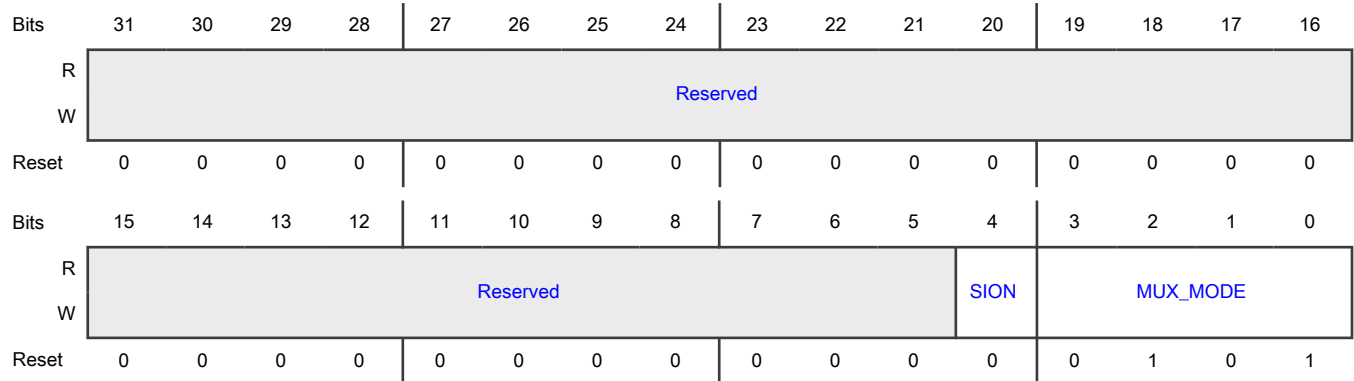 Bits 31 30 29 28 27 26 25 24 23 22 21 20 19 18 17 16
R
Reserved
W
Reset 0 0 0 0 0 0 0 0 0 0 0 0 0 0 0 0
Bits 15 14 13 12 11 10 9 8 7 6 5 4 3 2 1 0
R
Reserved SION MUX_MODE
W
Reset 0 0 0 0 0 0 0 0 0 0 0 0 0 1 0 1